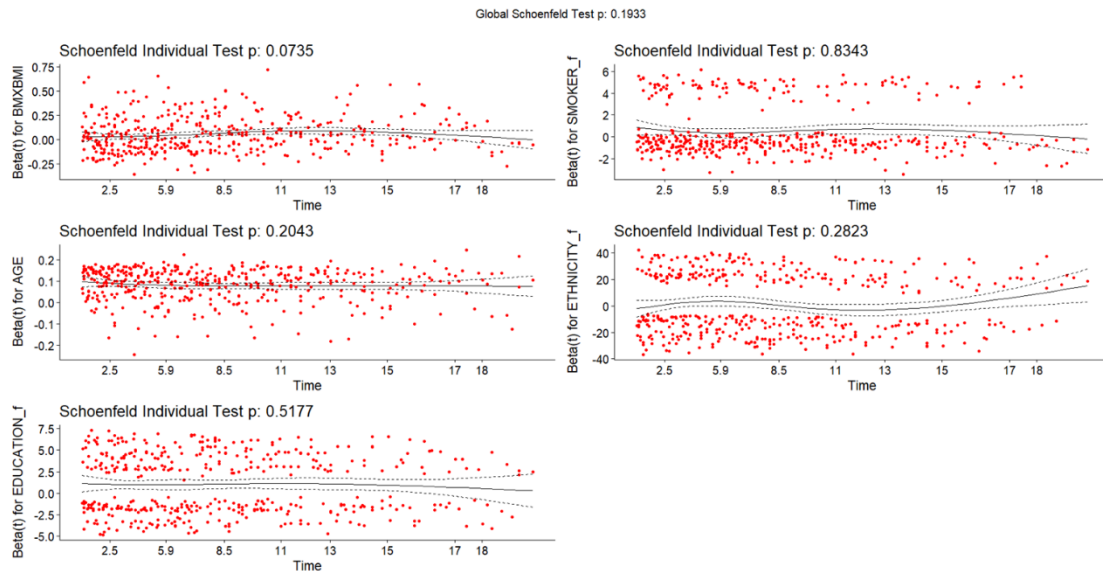 Global Schoenfeld Test p: 0.1933
Schoenfeld Individual Test p: 0.0735
Beta(t) for BMXBMI
0.75
0.50
0.25
0.00
-0.25
2.5 5.9 8.5 11 13 15 17 18
Time
Schoenfeld Individual Test p: 0.8343
Beta(t) for SMOKER_f
6
4
2
0
-2
2.5 5.9 8.5 11 13 15 17 18
Time
Schoenfeld Individual Test p: 0.2043
Beta(t) for AGE
0.2
0.1
0.0
-0.1
-0.2
2.5 5.9 8.5 11 13 15 17 18
Time
Schoenfeld Individual Test p: 0.2823
Beta(t) for ETHNICITY_f
40
20
0
-20
-40
2.5 5.9 8.5 11 13 15 17 18
Time
Schoenfeld Individual Test p: 0.5177
Beta(t) for EDUCATION_f
7.5
5.0
2.5
0.0
-2.5
-5.0
2.5 5.9 8.5 11 13 15 17 18
Time